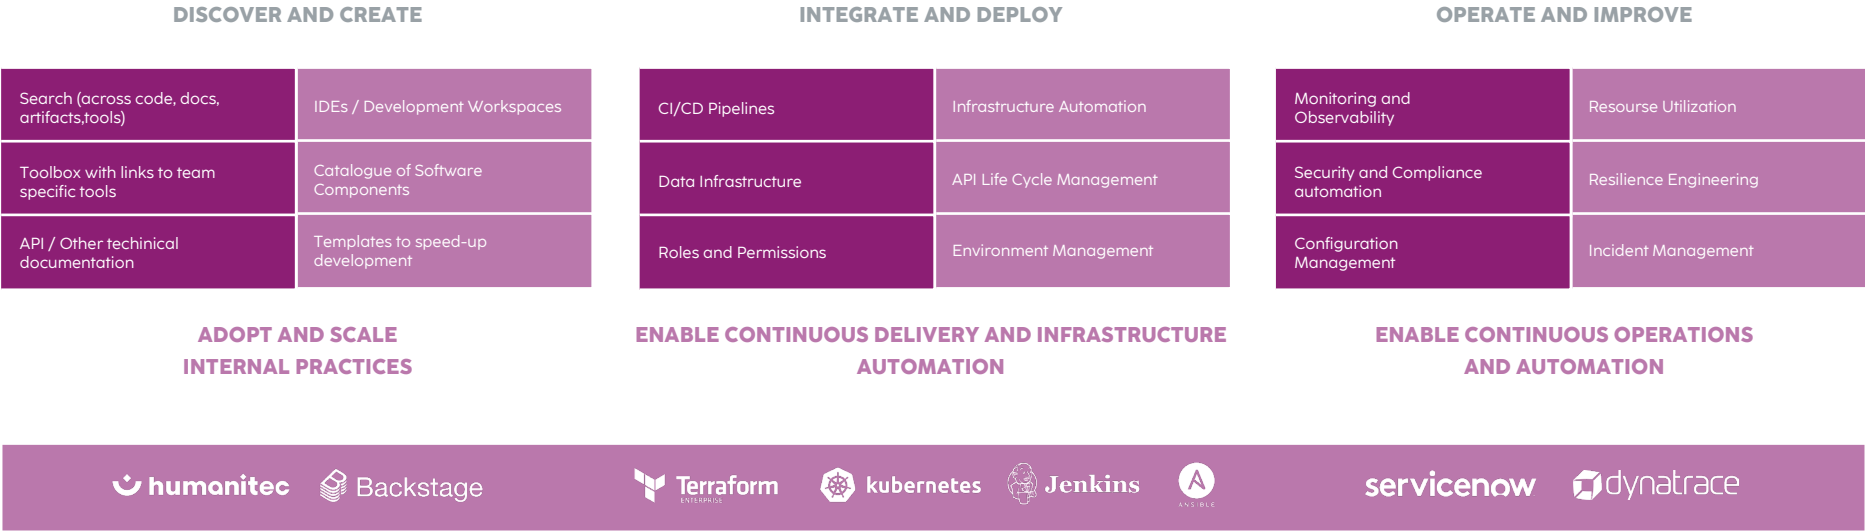 DISCOVER AND CREATE
Search (across code, docs,
artifacts,tools)
IDEs / Development Workspaces
Toolbox with links to team
specific tools
Catalogue of Software
Components
API / Other techinical
documentation
Templates to speed-up
development
ADOPT AND SCALE
INTERNAL PRACTICES
INTEGRATE AND DEPLOY
CI/CD Pipelines
Infrastructure Automation
Data Infrastructure
API Life Cycle Management
Roles and Permissions
Environment Management
ENABLE CONTINUOUS DELIVERY AND INFRASTRUCTURE
AUTOMATION
OPERATE AND IMPROVE
Monitoring and
Observability
Resourse Utilization
Security and Compliance
automation
Resilience Engineering
Configuration
Management
Incident Management
ENABLE CONTINUOUS OPERATIONS
AND AUTOMATION
humanitec
Backstage
Terraform
ENTERPRISE
kubernetes
Jenkins
A
ANSIBLE
servicenow
dynatrace